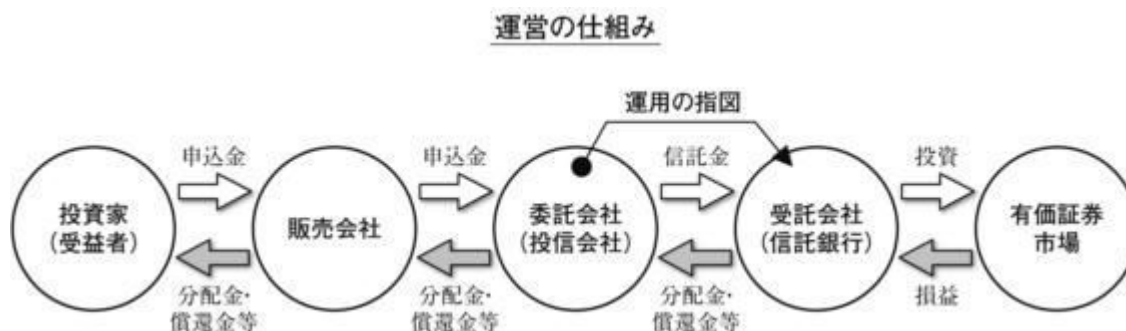 運営の仕組み
運用の指図
申込金
申込金
信託金
投資
投資家
(受益者)
販売会社
委託会社
(投信会社)
受託会社
(信託銀行)
有価証券
市場
分配金・
償還金等
分配金・
償還金等
分配金・
償還金等
損益